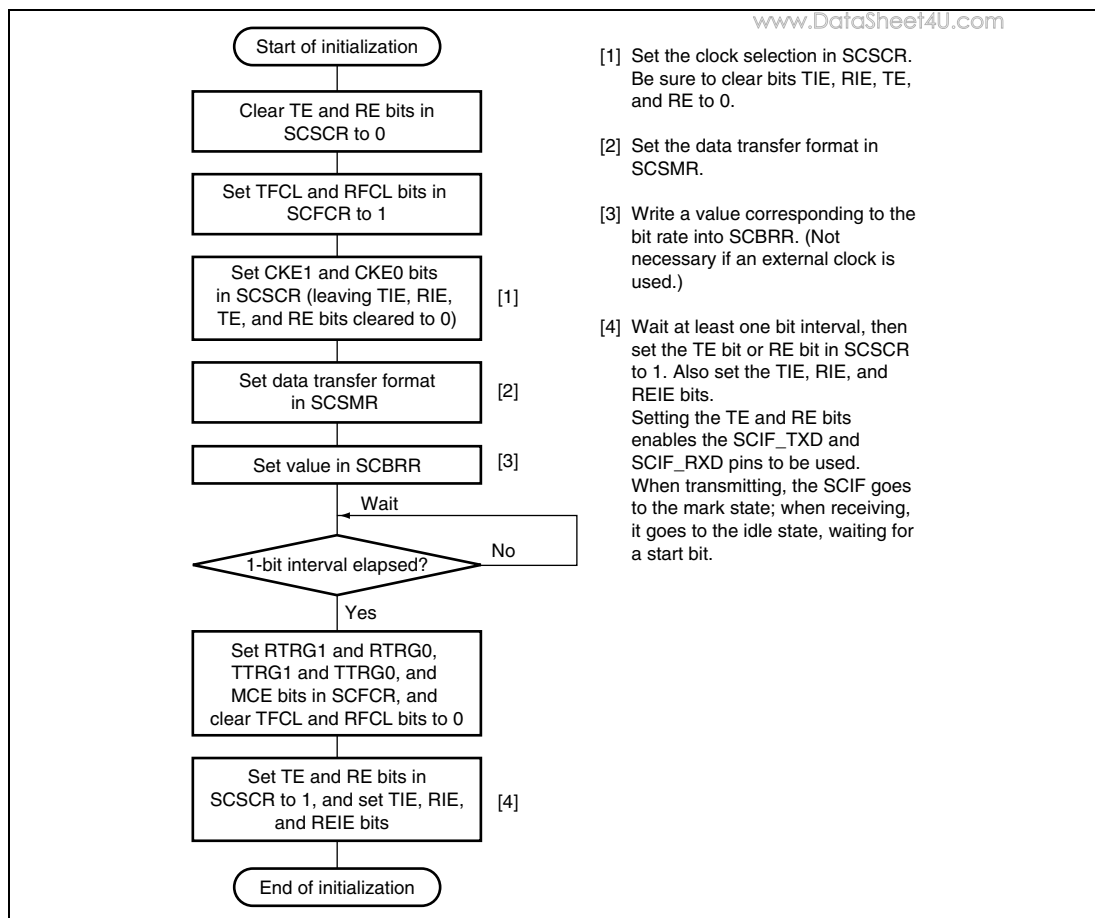 www.DataSheet4U.com
Start of initialization
Clear TE and RE bits in
SCSCR to 0
Set TFCL and RFCL bits in
SCFCR to 1
Set CKE1 and CKE0 bits
in SCSCR (leaving TIE, RIE,
TE, and RE bits cleared to 0)
[1]
Set data transfer format
in SCSMR
[2]
Set value in SCBRR
[3]
Wait
1-bit interval elapsed?
No
Yes
Set RTRG1 and RTRG0,
TTRG1 and TTRG0, and
MCE bits in SCFCR, and
clear TFCL and RFCL bits to 0
Set TE and RE bits in
SCSCR to 1, and set TIE, RIE,
and REIE bits
[4]
End of initialization
[1] Set the clock selection in SCSCR.
Be sure to clear bits TIE, RIE, TE,
and RE to 0.
[2] Set the data transfer format in
SCSMR.
[3] Write a value corresponding to the
bit rate into SCBRR. (Not
necessary if an external clock is
used.)
[4] Wait at least one bit interval, then
set the TE bit or RE bit in SCSCR
to 1. Also set the TIE, RIE, and
REIE bits.
Setting the TE and RE bits
enables the SCIF_TXD and
SCIF_RXD pins to be used.
When transmitting, the SCIF goes
to the mark state; when receiving,
it goes to the idle state, waiting for
a start bit.